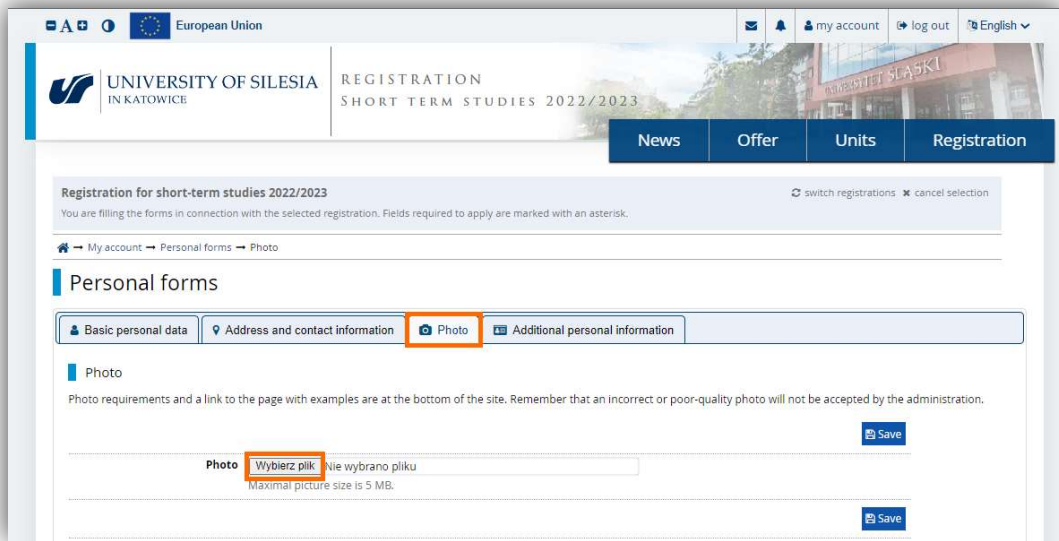 A European Union my account log out English
UNIVERSITY OF SILESIA
IN KATOWICE
REGISTRATION
SHORT TERM STUDIES 2022/2023
UNIWERSYTET ŚLĄSKI
News Offer Units Registration
Registration for short-term studies 2022/2023 switch registrations cancel selection
You are filling the forms in connection with the selected registration. Fields required to apply are marked with an asterisk.
→ My account → Personal forms → Photo
Personal forms
Basic personal data Address and contact information Photo Additional personal information
Photo
Photo requirements and a link to the page with examples are at the bottom of the site. Remember that an incorrect or poor-quality photo will not be accepted by the administration.
Save
Photo Wybierz plik Nie wybrano pliku
Maximal picture size is 5 MB.
Save